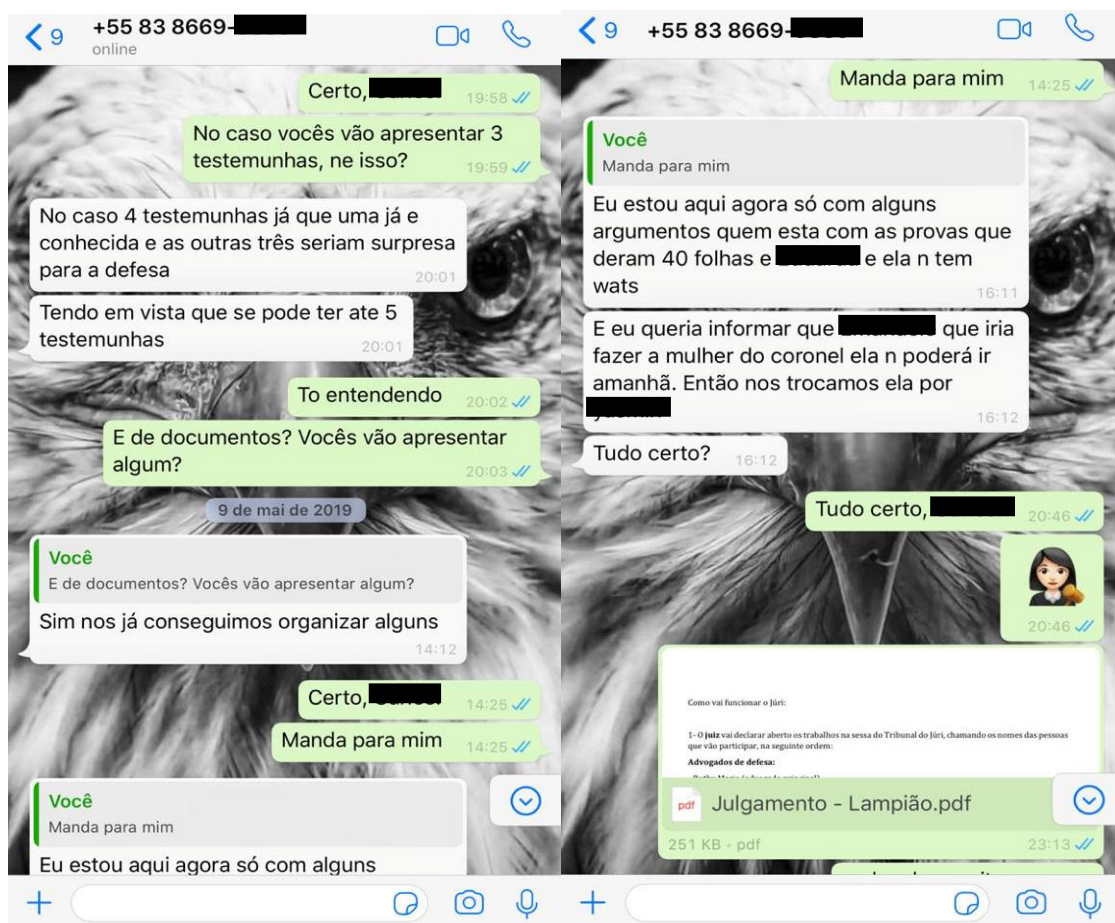 9
+55 83 8669-
online
Certo,
19:58
No caso vocês vão apresentar 3
testemunhas, ne isso?
19:59
No caso 4 testemunhas já que uma já e
conhecida e as outras três seriam surpresa
para a defesa
20:01
Tendo em vista que se pode ter ate 5
testemunhas
20:01
To entendendo
20:02
E de documentos? Vocês vão apresentar
algum?
20:03
9 de mai de 2019
Você
E de documentos? Vocês vão apresentar algum?
Sim nos já conseguimos organizar alguns
14:12
Certo,
14:25
Manda para mim
14:25
Você
Manda para mim
Eu estou aqui agora só com alguns
9
+55 83 8669-
Manda para mim
14:25
Você
Manda para mim
Eu estou aqui agora só com alguns
argumentos quem esta com as provas que
deram 40 folhas e
e ela n tem
wats
16:11
E eu queria informar que
que iria
fazer a mulher do coronel ela n poderá ir
amanhã. Então nos trocamos ela por
16:12
Tudo certo?
16:12
Tudo certo,
20:46
20:46
Como vai funcionar o Júri:
1- O juiz vai declarar aberto os trabalhos na sessa do Tribunal do Júri, chamando os nomes das pessoas
que vão participar, na seguinte ordem:
Advogados de defesa:
pdf
Julgamento - Lampião.pdf
251 KB · pdf
23:13